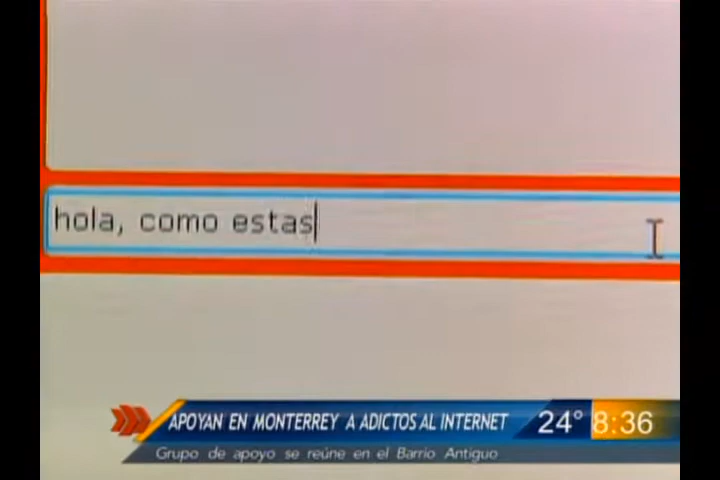 hola, como estas
APOYAN EN MONTERREY A ADICTOS AL INTERNET 24° 8:36
Grupo de apoyo se reúne en el Barrio Antiguo